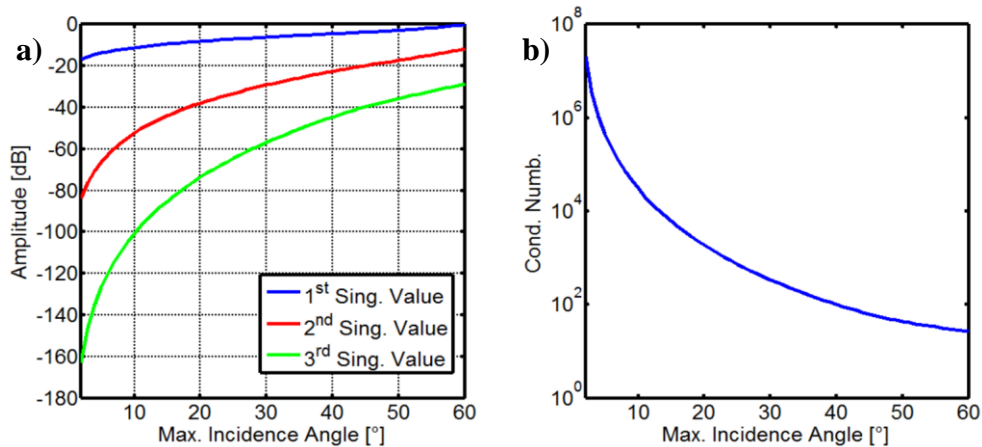 a)
Amplitude [dB]
0
-20
-40
-60
-80
-100
-120
-140
-160
-180
1st Sing. Value
2nd Sing. Value
3rd Sing. Value
10 20 30 40 50 60
Max. Incidence Angle [°]
b)
Cond. Numb.
10^8
10^6
10^4
10^2
10^0
10 20 30 40 50 60
Max. Incidence Angle [°]